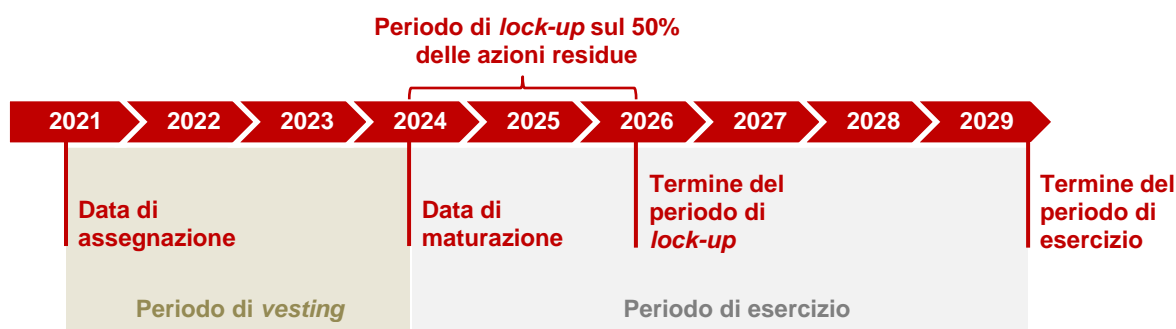 Periodo di lock-up sul 50%
delle azioni residue
2021 2022 2023 2024 2025 2026 2027 2028 2029
Data di
assegnazione
Data di
maturazione
Termine del
periodo di
lock-up
Termine del
periodo di
esercizio
Periodo di vesting
Periodo di esercizio